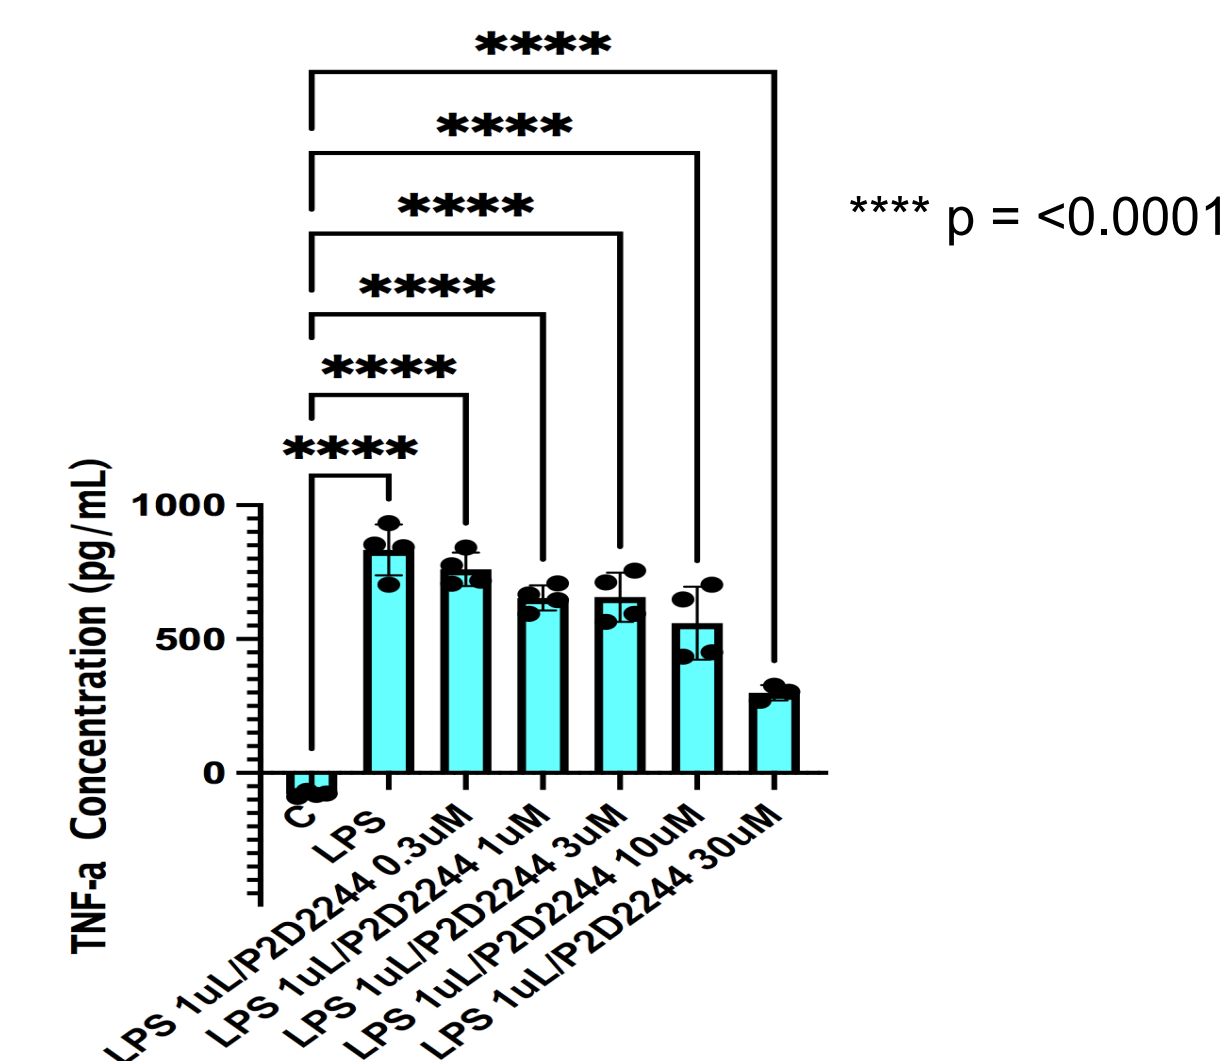 ****
****
****
****
****
****
**** p = <0.0001
TNF-a Concentration (pg/mL)
1000
500
0
C
LPS
LPS 1uL/P2D2244 0.3uM
LPS 1uL/P2D2244 1uM
LPS 1uL/P2D2244 3uM
LPS 1uL/P2D2244 10uM
LPS 1uL/P2D2244 30uM